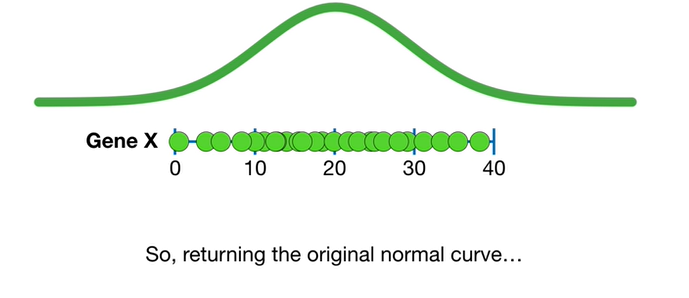 Gene X
0 10 20 30 40
So, returning the original normal curve…